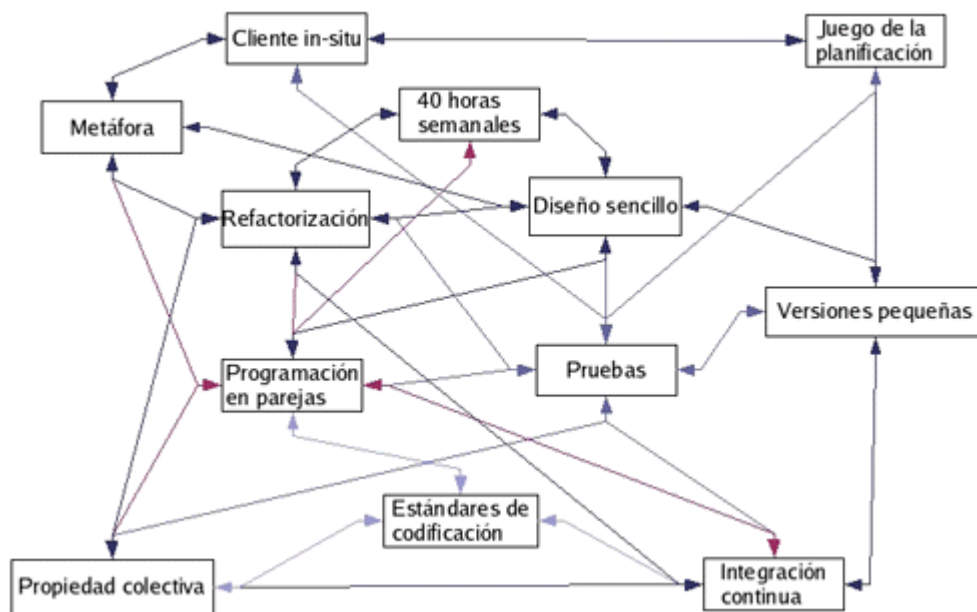 Cliente in-situ
Juego de la
planificación
40 horas
semanales
Metáfora
Refactorización
Diseño sencillo
Versiones pequeñas
Programación
en parejas
Pruebas
Estándares de
codificación
Propiedad colectiva
Integración
continua